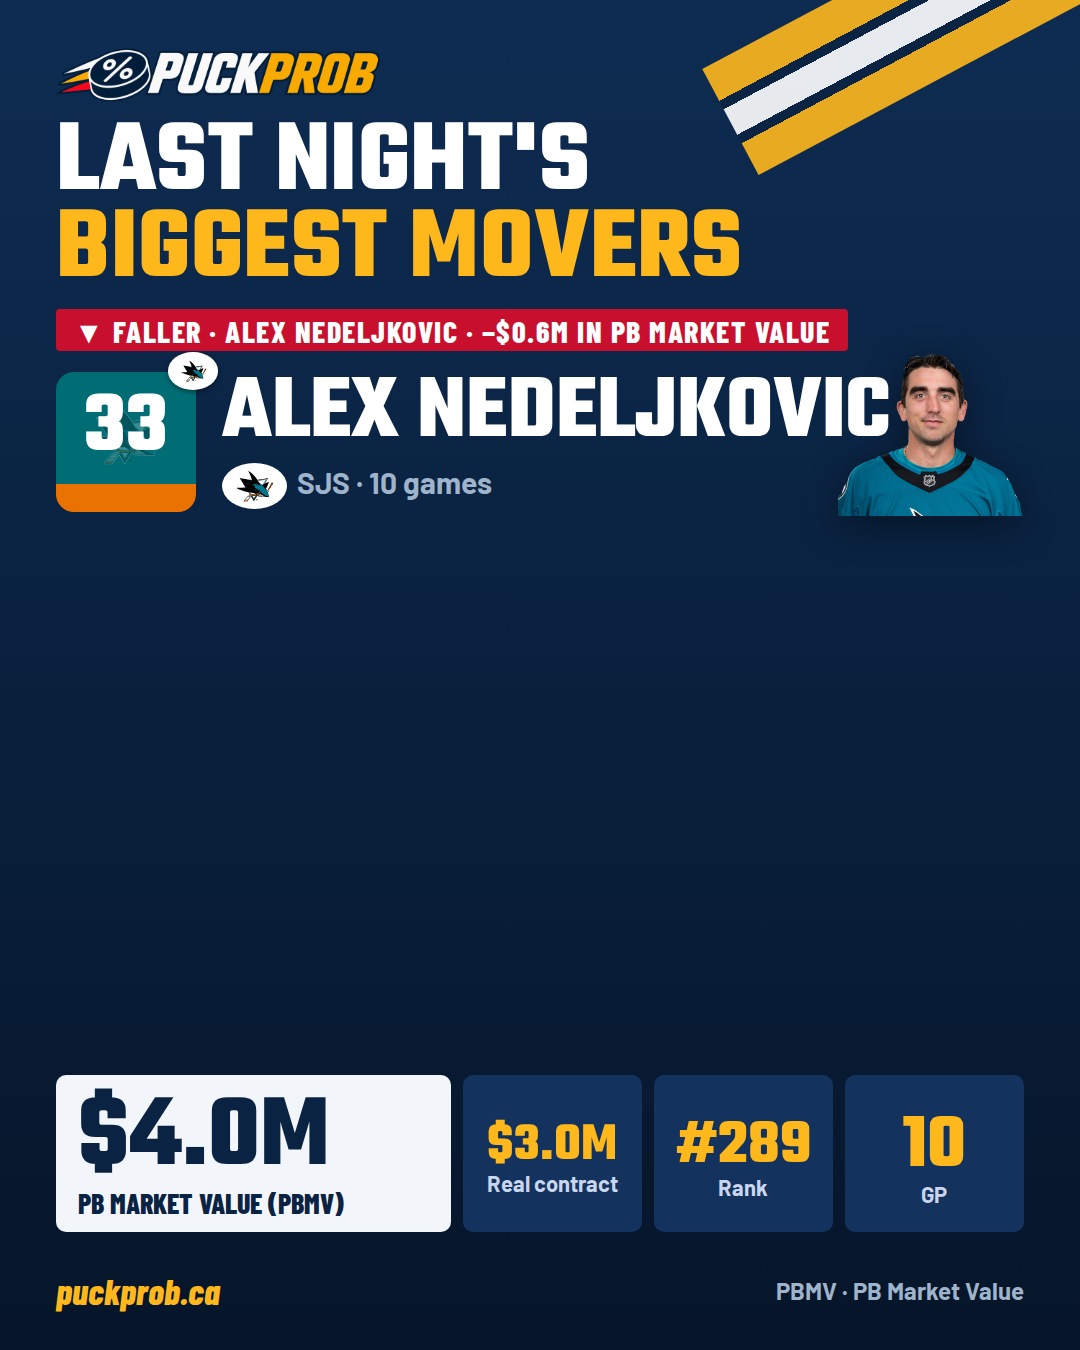 % PUCKPROB
LAST NIGHT'S
BIGGEST MOVERS
▼ FALLER · ALEX NEDELJKOVIC · −$0.6M IN PB MARKET VALUE
33
ALEX NEDELJKOVIC
SJS · 10 games
$4.0M
PB MARKET VALUE (PBMV)
$3.0M
Real contract
#289
Rank
10
GP
puckprob.ca
PBMV · PB Market Value